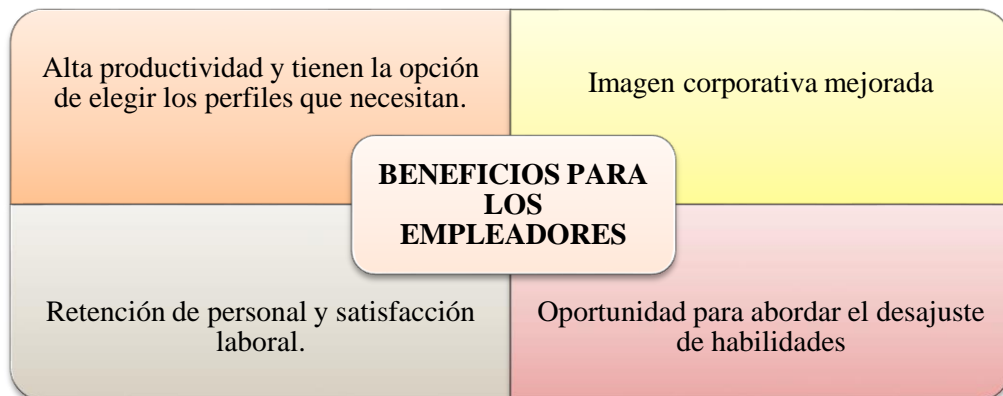 Alta productividad y tienen la opción
de elegir los perfiles que necesitan.
Imagen corporativa mejorada
BENEFICIOS PARA
LOS
EMPLEADORES
Retención de personal y satisfacción
laboral.
Oportunidad para abordar el desajuste
de habilidades